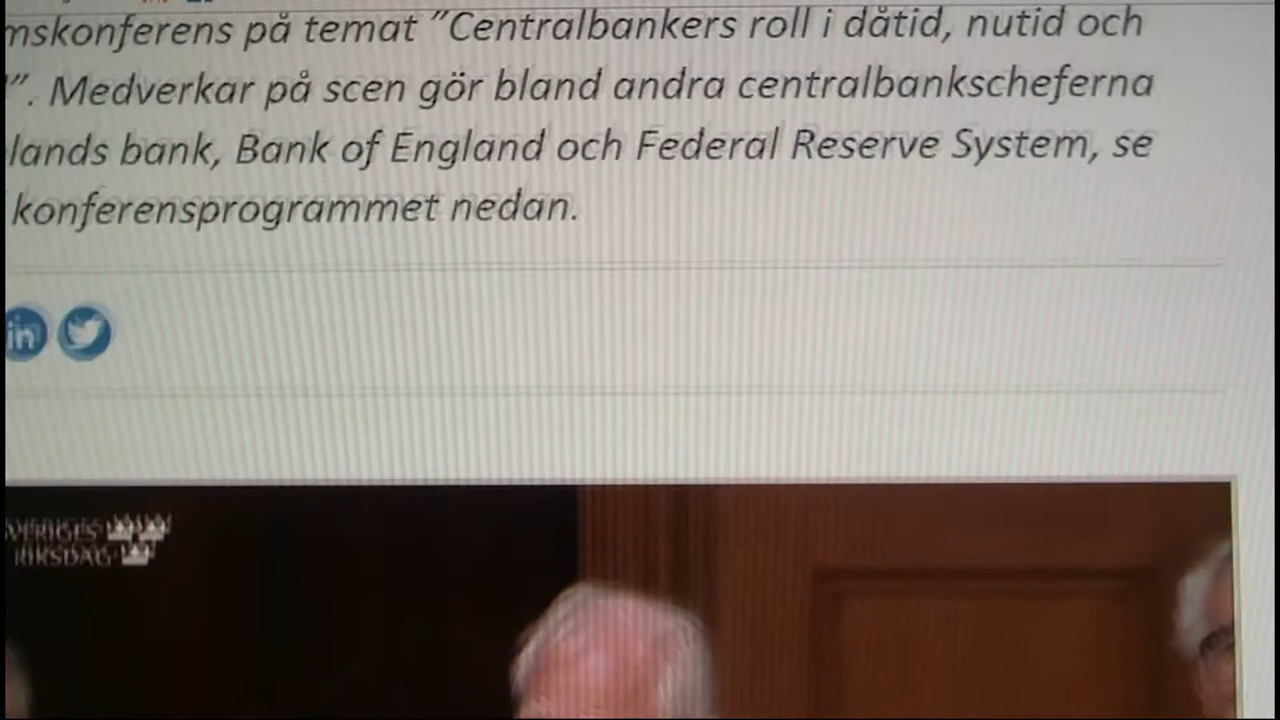 mskonferens på temat "Centralbankers roll i dåtid, nutid och
". Medverkar på scen gör bland andra centralbankscheferna
lands bank, Bank of England och Federal Reserve System, se
konferensprogrammet nedan.
in
SVERIGES
RIKSDAG